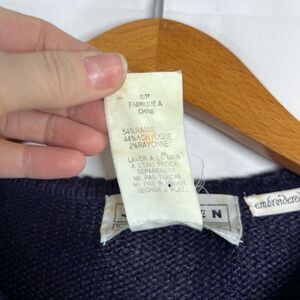 S/P
FABRIQUE A
CHINE
54%RAMIE
44%ACRYLIQUE
2%RAYONNE
LAVER A LA MAIN
A L'EAU FROIDE
SEPAREMENT
NE PAS TORDRE
NE PAS BLANCHIR
SECHER A PLAT
embroidered